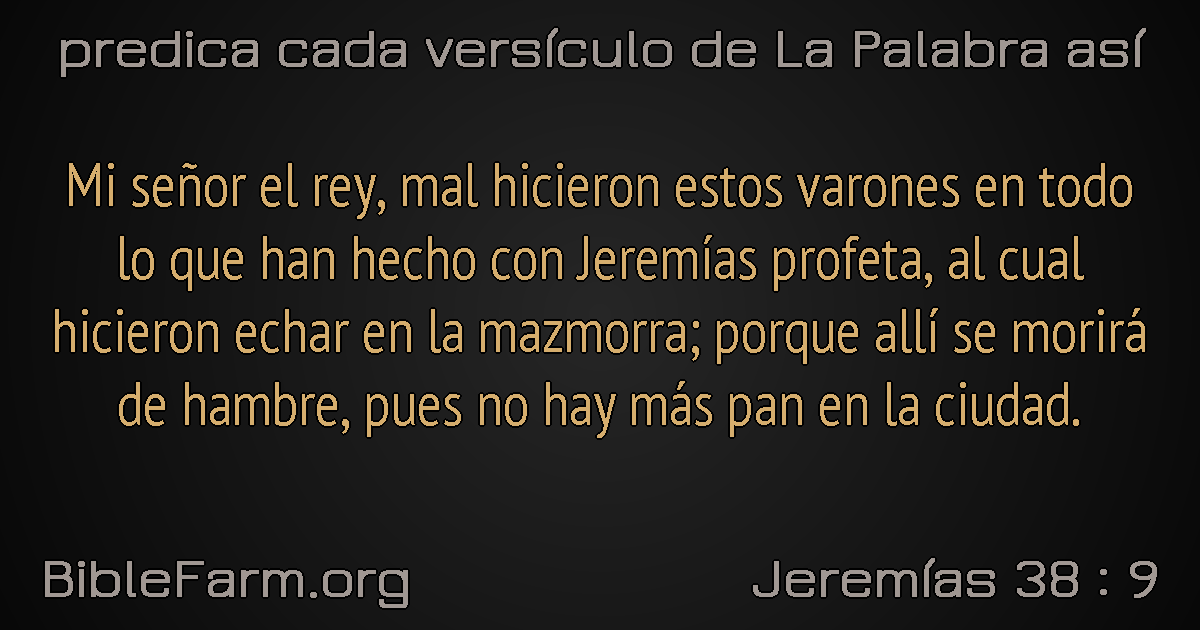 predica cada versículo de La Palabra así
Mi señor el rey, mal hicieron estos varones en todo
lo que han hecho con Jeremías profeta, al cual
hicieron echar en la mazmorra; porque allí se morirá
de hambre, pues no hay más pan en la ciudad.
BibleFarm.org
Jeremías 38 : 9